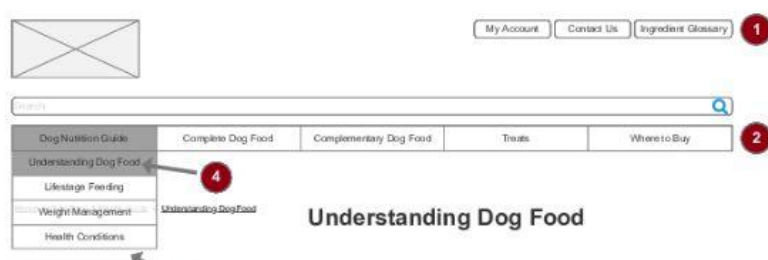 My Account Contact Us Ingredient Glossary 1
Search
Dog Nutrition Guide Complete Dog Food Complementary Dog Food Treats Where to Buy 2
Understanding Dog Food
4
Lifestage Feeding
Weight Management Understanding Dog Food
Understanding Dog Food
Health Conditions